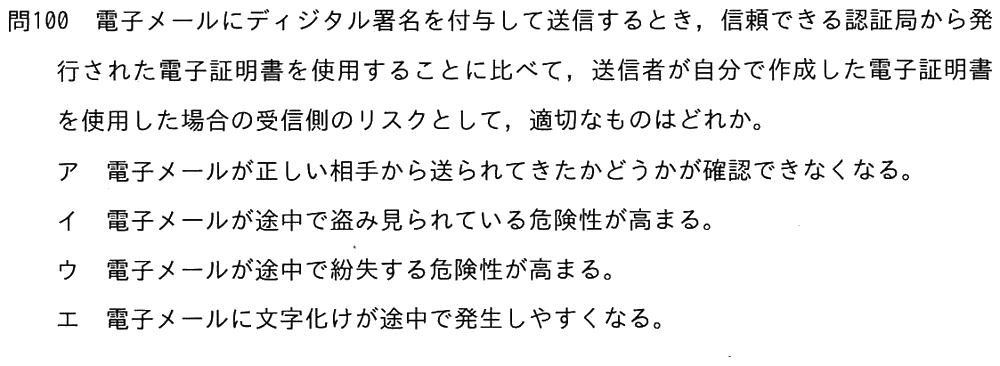 問100 電子メールにディジタル署名を付与して送信するとき，信頼できる認証局から発
行された電子証明書を使用することに比べて，送信者が自分で作成した電子証明書
を使用した場合の受信側のリスクとして，適切なものはどれか。
ア 電子メールが正しい相手から送られてきたかどうかが確認できなくなる。
イ 電子メールが途中で盗み見られている危険性が高まる。
ウ 電子メールが途中で紛失する危険性が高まる。
エ 電子メールに文字化けが途中で発生しやすくなる。